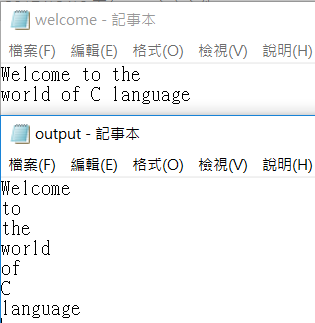 welcome - 記事本
檔案(F) 編輯(E) 格式(O) 檢視(V) 說明(H)
Welcome to the
world of C language
output - 記事本
檔案(F) 編輯(E) 格式(O) 檢視(V) 說明(H)
Welcome
to
the
world
of
C
language